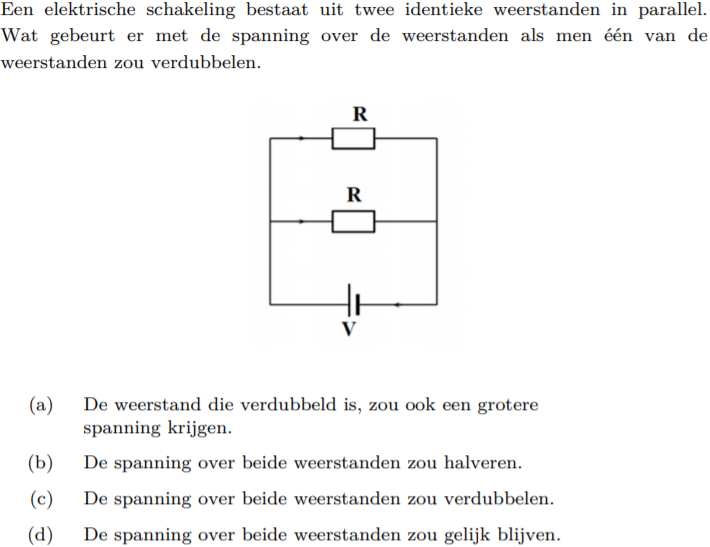 Een elektrische schakeling bestaat uit twee identieke weerstanden in parallel.
Wat gebeurt er met de spanning over de weerstanden als men één van de
weerstanden zou verdubbelen.
R
R
V
(a) De weerstand die verdubbeld is, zou ook een grotere
spanning krijgen.
(b) De spanning over beide weerstanden zou halveren.
(c) De spanning over beide weerstanden zou verdubbelen.
(d) De spanning over beide weerstanden zou gelijk blijven.